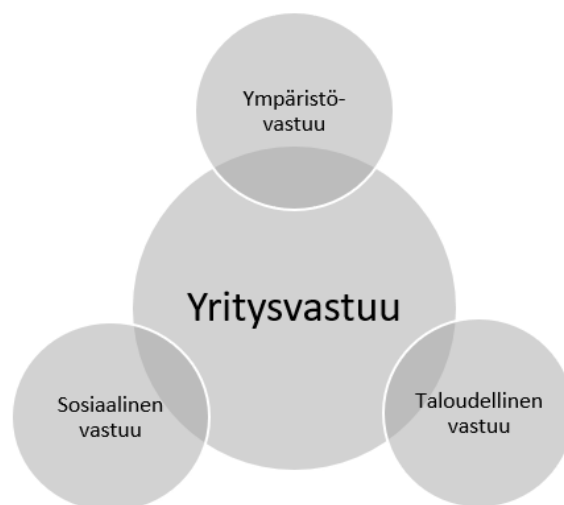 Ympäristö-
vastuu
Yritysvastuu
Sosiaalinen
vastuu
Taloudellinen
vastuu